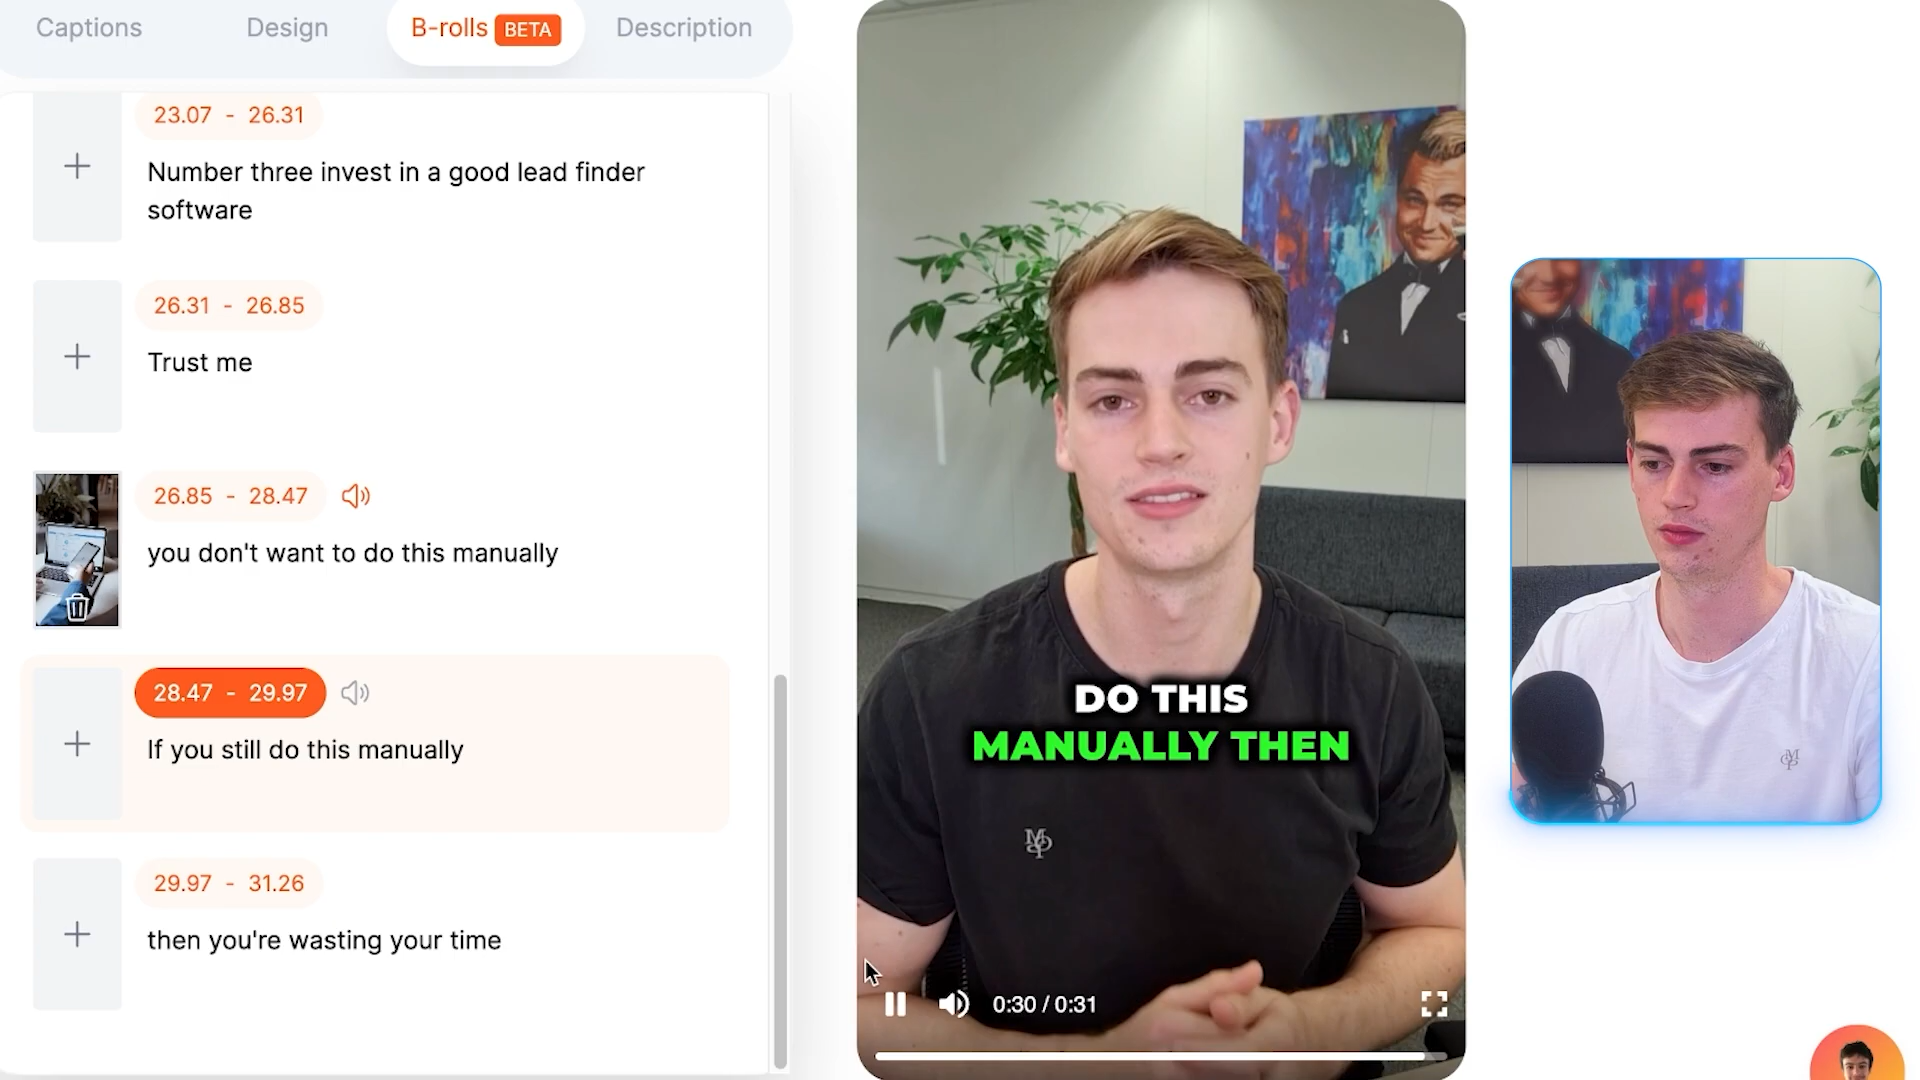 Captions
Design
B-rolls BETA
Description
23.07 - 26.31
Number three invest in a good lead finder
software
26.31 - 26.85
Trust me
26.85 - 28.47
you don't want to do this manually
28.47 - 29.97
If you still do this manually
29.97 - 31.26
then you're wasting your time
DO THIS
MANUALLY THEN
0:30 / 0:31